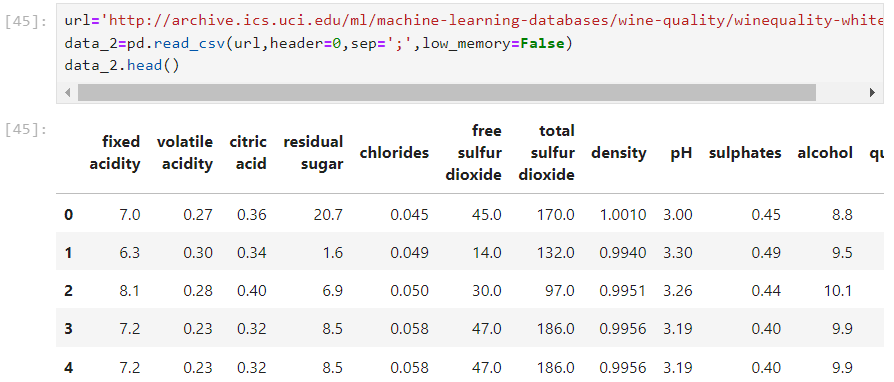 [45]: url='http://archive.ics.uci.edu/ml/machine-learning-databases/wine-quality/winequality-white
data_2=pd.read_csv(url,header=0,sep=';',low_memory=False)
data_2.head()
[45]:
fixed acidity volatile acidity citric acid residual sugar chlorides free sulfur dioxide total sulfur dioxide density pH sulphates alcohol
0 7.0 0.27 0.36 20.7 0.045 45.0 170.0 1.0010 3.00 0.45 8.8
1 6.3 0.30 0.34 1.6 0.049 14.0 132.0 0.9940 3.30 0.49 9.5
2 8.1 0.28 0.40 6.9 0.050 30.0 97.0 0.9951 3.26 0.44 10.1
3 7.2 0.23 0.32 8.5 0.058 47.0 186.0 0.9956 3.19 0.40 9.9
4 7.2 0.23 0.32 8.5 0.058 47.0 186.0 0.9956 3.19 0.40 9.9